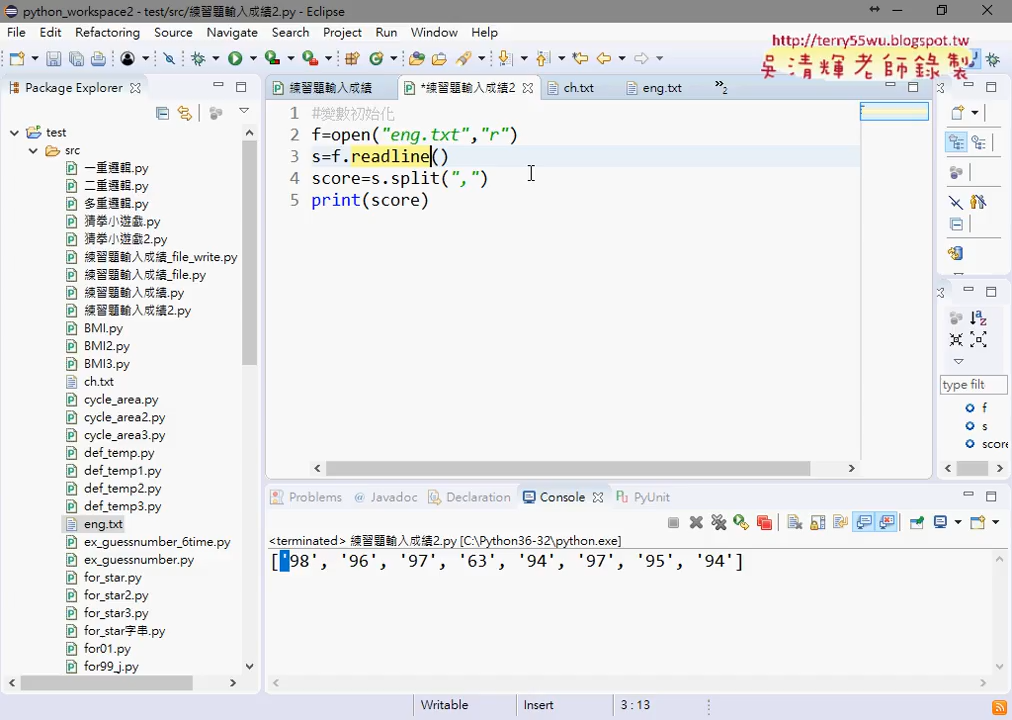 python_workspace2 - test/src/練習題輸入成績2.py - Eclipse
File Edit Refactoring Source Navigate Search Project Run Window Help
http://terry55wu.blogspot.tw
吳清輝老師錄製
Package Explorer
練習題輸入成績
*練習題輸入成績2
ch.txt
eng.txt
»2
test
src
一重邏輯.py
二重邏輯.py
多重邏輯.py
猜拳小遊戲.py
猜拳小遊戲2.py
練習題輸入成績_file_write.py
練習題輸入成績_file.py
練習題輸入成績.py
練習題輸入成績2.py
BMI.py
BMI2.py
BMI3.py
ch.txt
cycle_area.py
cycle_area2.py
cycle_area3.py
def_temp.py
def_temp1.py
def_temp2.py
def_temp3.py
eng.txt
ex_guessnumber_6time.py
ex_guessnumber.py
for_star.py
for_star2.py
for_star3.py
for_star字串.py
for01.py
for99_j.py
1 #變數初始化
2 f=open("eng.txt","r")
3 s=f.readline()
4 score=s.split(",")
5 print(score)
type filt
f
s
score
Problems @ Javadoc Declaration Console PyUnit
<terminated> 練習題輸入成績2.py [C:\Python36-32\python.exe]
['98', '96', '97', '63', '94', '97', '95', '94']
Writable Insert 3 : 13